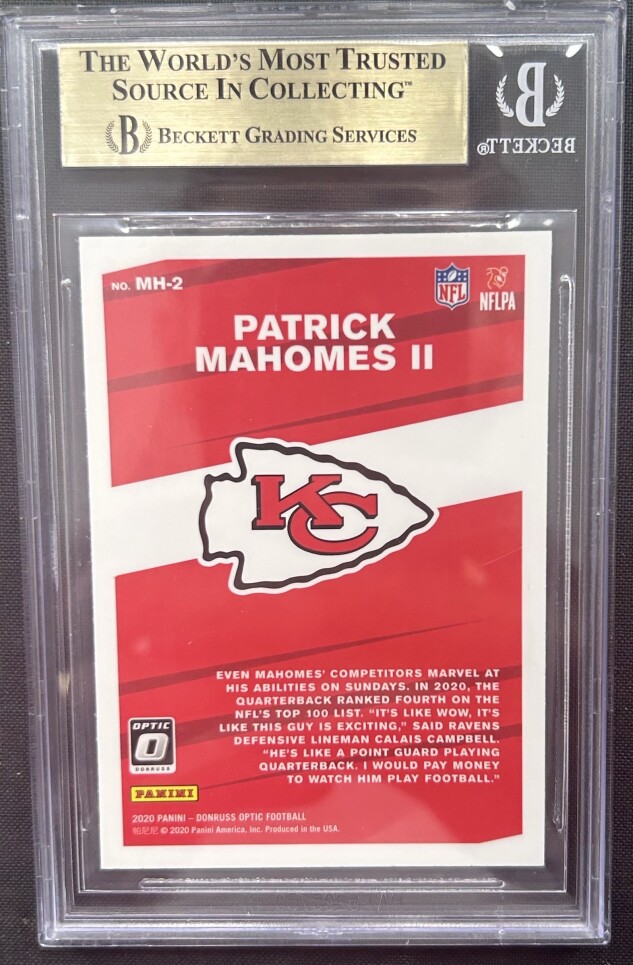 THE WORLD'S MOST TRUSTED
SOURCE IN COLLECTING™
B BECKETT GRADING SERVICES
B
BECKETT®
NO. MH-2
NFL
NFLPA
PATRICK
MAHOMES II
KC
EVEN MAHOMES' COMPETITORS MARVEL AT
HIS ABILITIES ON SUNDAYS. IN 2020, THE
QUARTERBACK RANKED FOURTH ON THE
NFL'S TOP 100 LIST. "IT'S LIKE WOW, IT'S
LIKE THIS GUY IS EXCITING," SAID RAVENS
DEFENSIVE LINEMAN CALAIS CAMPBELL.
"HE'S LIKE A POINT GUARD PLAYING
QUARTERBACK. I WOULD PAY MONEY
TO WATCH HIM PLAY FOOTBALL."
OPTIC
O
DONRUSS
PANINI
2020 PANINI – DONRUSS OPTIC FOOTBALL
帕尼尼 © 2020 Panini America, Inc. Produced in the USA.